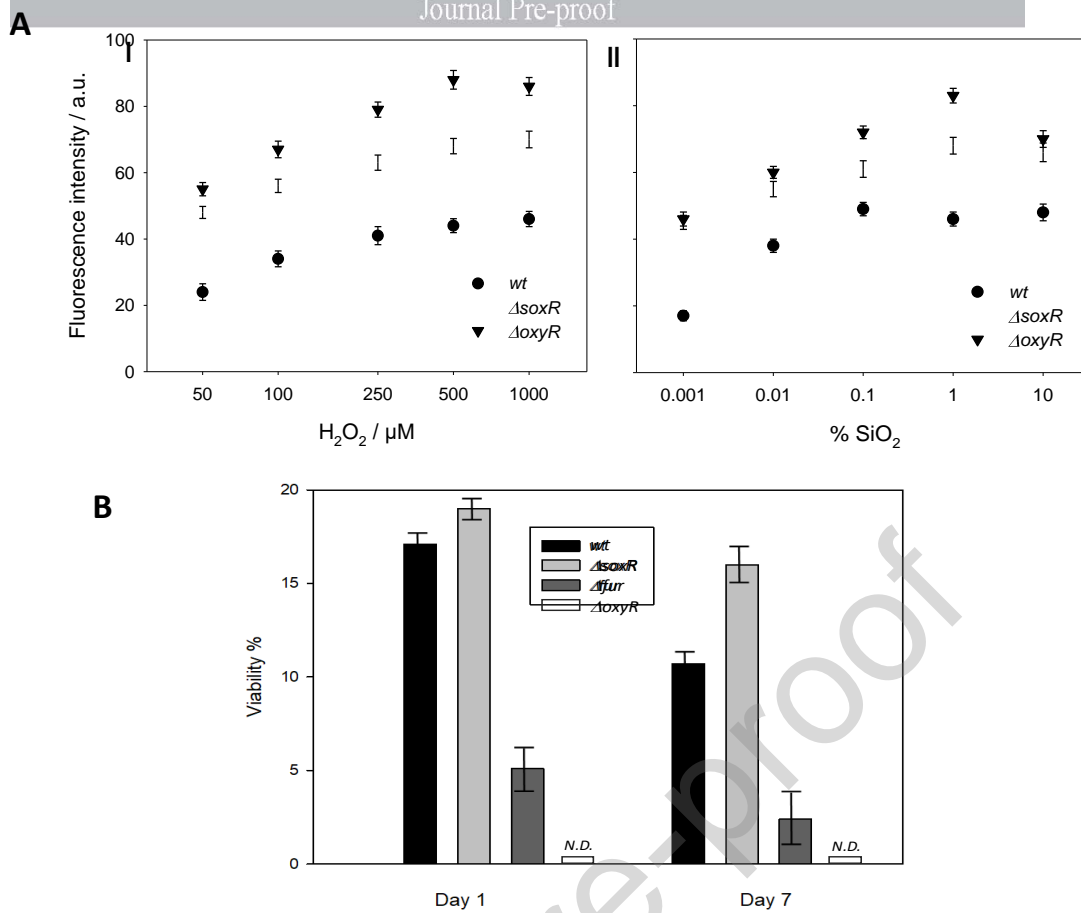 Journal Pre-proof
A
I
II
100
80
60
40
20
0
Fluorescence intensity / a.u.
wt
ΔsoxR
ΔoxyR
50 100 250 500 1000
H₂O₂ / µM
wt
ΔsoxR
ΔoxyR
0.001 0.01 0.1 1 10
% SiO₂
B
20
15
10
5
0
Viability %
wt
ΔsoxR
Δfur
ΔoxyR
N.D.
N.D.
Day 1 Day 7
re-proof